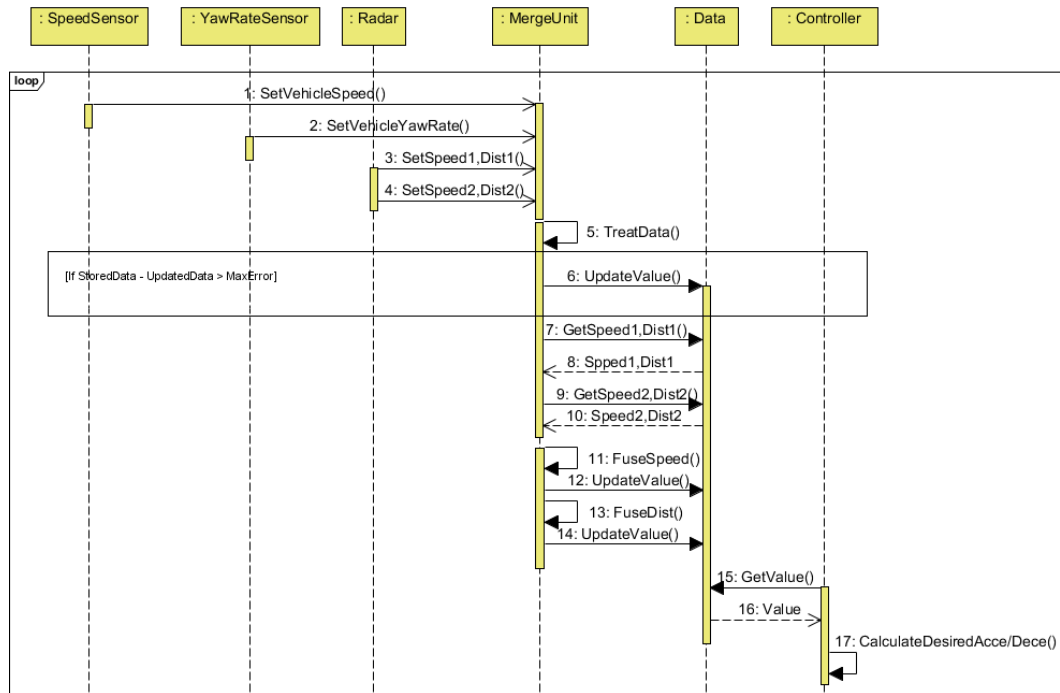 : SpeedSensor
: YawRateSensor
: Radar
: MergeUnit
: Data
: Controller
loop
1: SetVehicleSpeed()
2: SetVehicleYawRate()
3: SetSpeed1,Dist1()
4: SetSpeed2,Dist2()
5: TreatData()
[If StoredData - UpdatedData > MaxError]
6: UpdateValue()
7: GetSpeed1,Dist1()
8: Spped1,Dist1
9: GetSpeed2,Dist2()
10: Speed2,Dist2
11: FuseSpeed()
12: UpdateValue()
13: FuseDist()
14: UpdateValue()
15: GetValue()
16: Value
17: CalculateDesiredAcce/Dece()